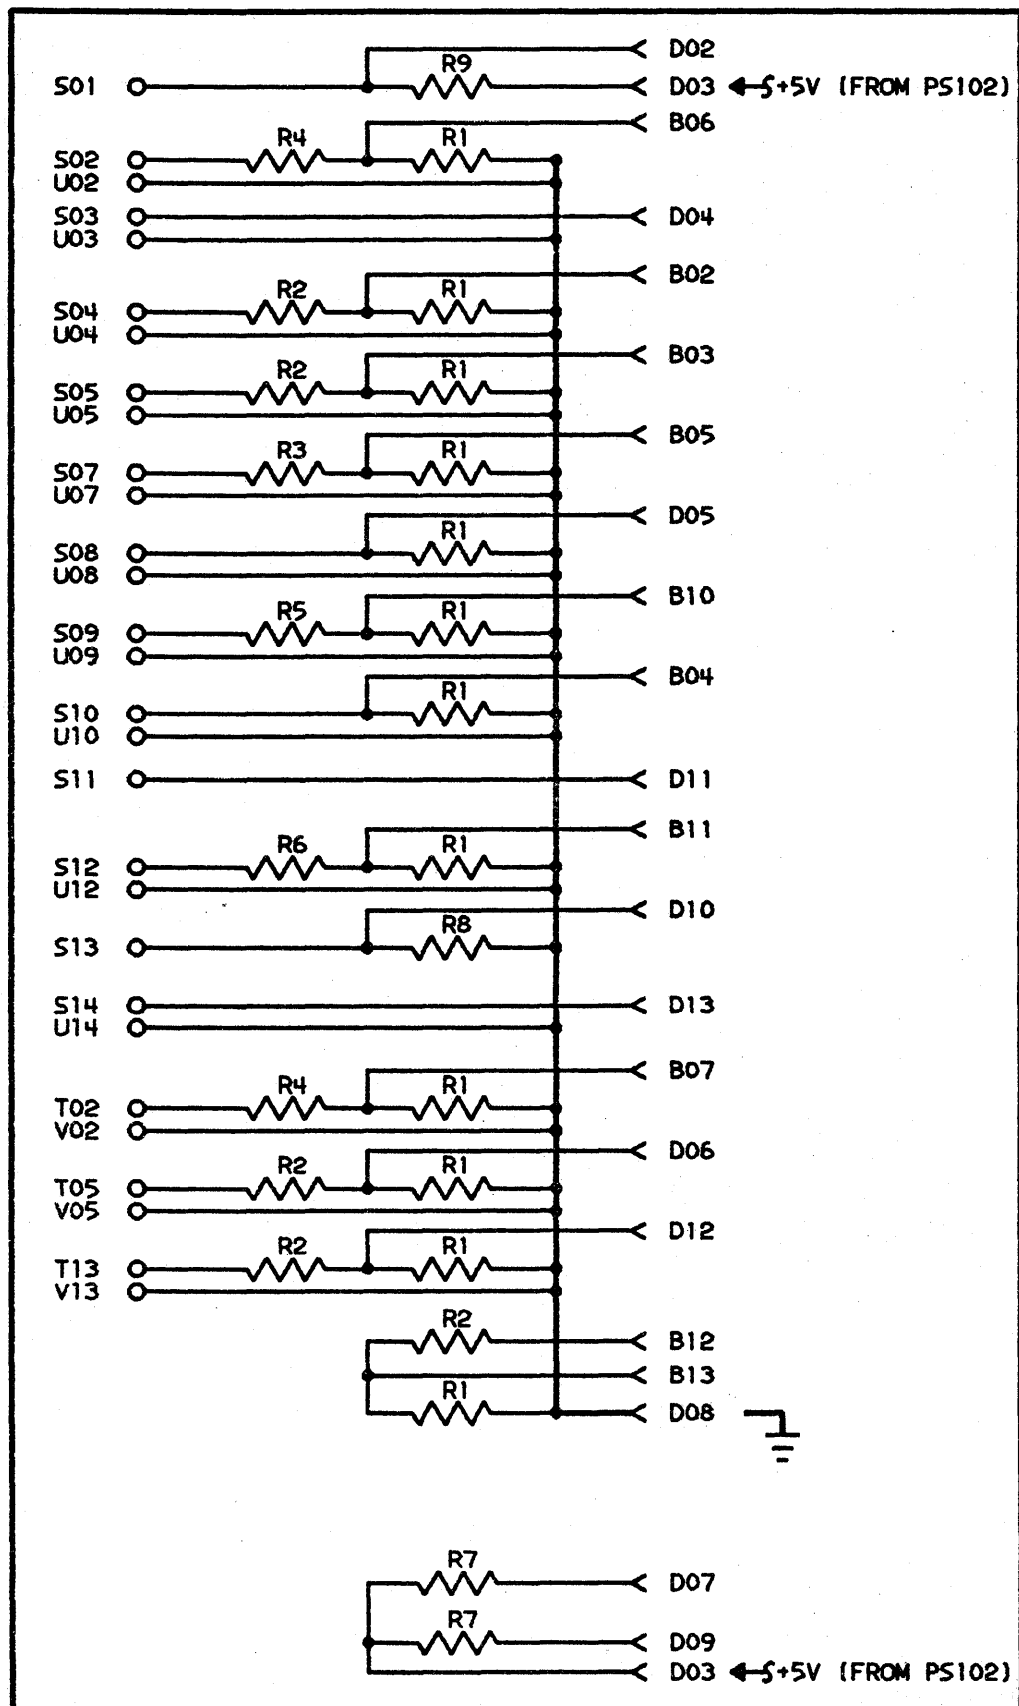 D02
R9
S01 D03 +5V (FROM PS102)
B06
R4 R1
S02
U02
S03 D04
U03
B02
R2 R1
S04
U04
B03
R2 R1
S05
U05
B05
R3 R1
S07
U07
D05
R1
S08
U08
B10
R5 R1
S09
U09
B04
R1
S10
U10
S11 D11
B11
R6 R1
S12
U12
D10
R8
S13
S14 D13
U14
B07
R4 R1
T02
V02
D06
R2 R1
T05
V05
D12
R2 R1
T13
V13
R2
B12
B13
R1
D08
R7
D07
R7
D09
D03 +5V (FROM PS102)